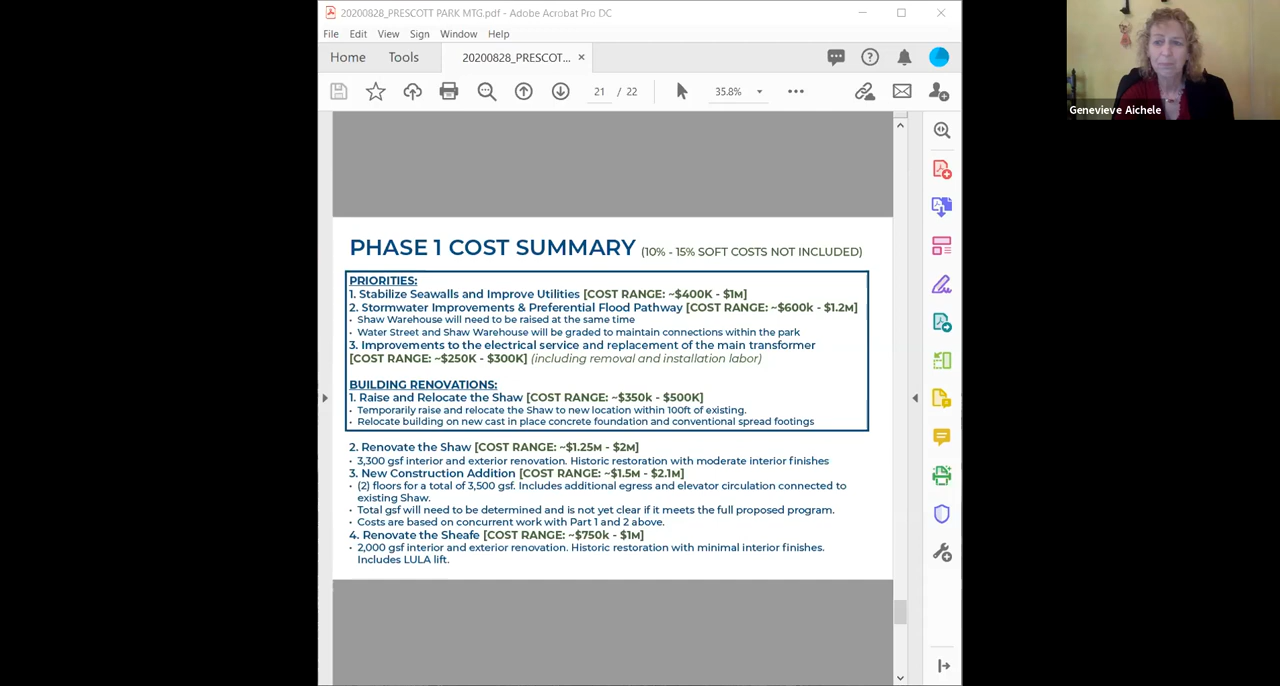 20200828_PRESCOTT PARK MTG.pdf - Adobe Acrobat Pro DC
File Edit View Sign Window Help
Home Tools 20200828_PRESCOT... ×
21 / 22 35.8%
PHASE 1 COST SUMMARY (10% - 15% SOFT COSTS NOT INCLUDED)
PRIORITIES:
1. Stabilize Seawalls and Improve Utilities [COST RANGE: ~$400K - $1M]
2. Stormwater Improvements & Preferential Flood Pathway [COST RANGE: ~$600k - $1.2M]
• Shaw Warehouse will need to be raised at the same time
• Water Street and Shaw Warehouse will be graded to maintain connections within the park
3. Improvements to the electrical service and replacement of the main transformer
[COST RANGE: ~$250K - $300K] (including removal and installation labor)
BUILDING RENOVATIONS:
1. Raise and Relocate the Shaw [COST RANGE: ~$350k - $500K]
• Temporarily raise and relocate the Shaw to new location within 100ft of existing.
• Relocate building on new cast in place concrete foundation and conventional spread footings
2. Renovate the Shaw [COST RANGE: ~$1.25M - $2M]
• 3,300 gsf interior and exterior renovation. Historic restoration with moderate interior finishes
3. New Construction Addition [COST RANGE: ~$1.5M - $2.1M]
• (2) floors for a total of 3,500 gsf. Includes additional egress and elevator circulation connected to
existing Shaw.
• Total gsf will need to be determined and is not yet clear if it meets the full proposed program.
• Costs are based on concurrent work with Part 1 and 2 above.
4. Renovate the Sheafe [COST RANGE: ~$750k - $1M]
• 2,000 gsf interior and exterior renovation. Historic restoration with minimal interior finishes.
Includes LULA lift.
Genevieve Aichele